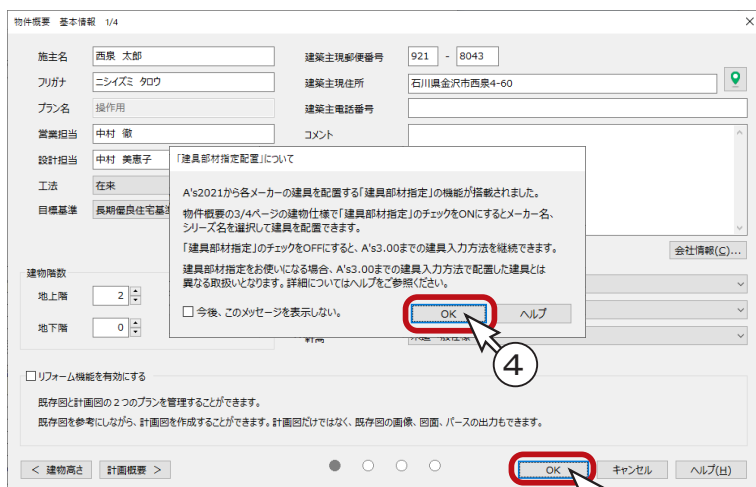 物件概要 基本情報 1/4
施主名 西泉 太郎 建築主現郵便番号 921 - 8043
フリガナ ニシイズミ タロウ 建築主現住所 石川県金沢市西泉4-60
プラン名 操作用 建築主電話番号
営業担当 中村 徹 コメント
設計担当 中村 美恵子
工法 在来
目標基準 長期優良住宅基
会社情報(C)...
「建具部材指定配置」について
A's2021から各メーカーの建具を配置する「建具部材指定」の機能が搭載されました。
物件概要の3/4ページの建物仕様で「建具部材指定」のチェックをONにするとメーカー名、
シリーズ名を選択して建具を配置できます。
「建具部材指定」のチェックをOFFにすると、A's3.00までの建具入力方法を継続できます。
建具部材指定をお使いになる場合、A's3.00までの建具入力方法で配置した建具とは
異なる取扱いとなります。詳細についてはヘルプをご参照ください。
今後、このメッセージを表示しない。 OK ヘルプ
4
建物階数
地上階 2
地下階 0
リフォーム機能を有効にする
既存図と計画図の２つのプランを管理することができます。
既存図を参考にしながら、計画図を作成することができます。計画図だけではなく、既存図の画像、図面、パースの出力もできます。
< 建物高さ 計画概要 > OK キャンセル ヘルプ(H)